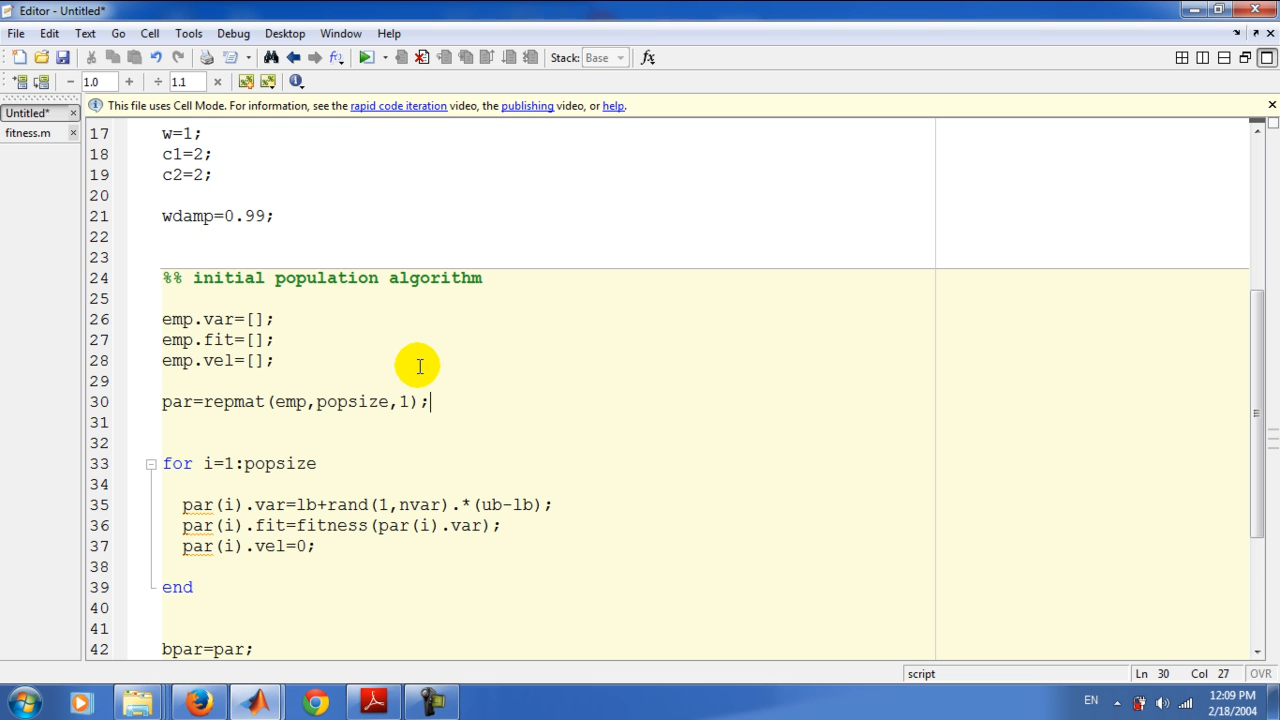 Editor - Untitled*
File Edit Text Go Cell Tools Debug Desktop Window Help
Stack: Base fx
− 1.0 + ÷ 1.1 ×
Untitled*
fitness.m
This file uses Cell Mode. For information, see the rapid code iteration video, the publishing video, or help.
17 w=1;
18 c1=2;
19 c2=2;
20
21 wdamp=0.99;
22
23
24 %% initial population algorithm
25
26 emp.var=[];
27 emp.fit=[];
28 emp.vel=[];
29
30 par=repmat(emp,popsize,1);
31
32
33 for i=1:popsize
34
35 par(i).var=lb+rand(1,nvar).*(ub-lb);
36 par(i).fit=fitness(par(i).var);
37 par(i).vel=0;
38
39 end
40
41
42 bpar=par;
script Ln 30 Col 27 OVR
EN 12:09 PM
2/18/2004